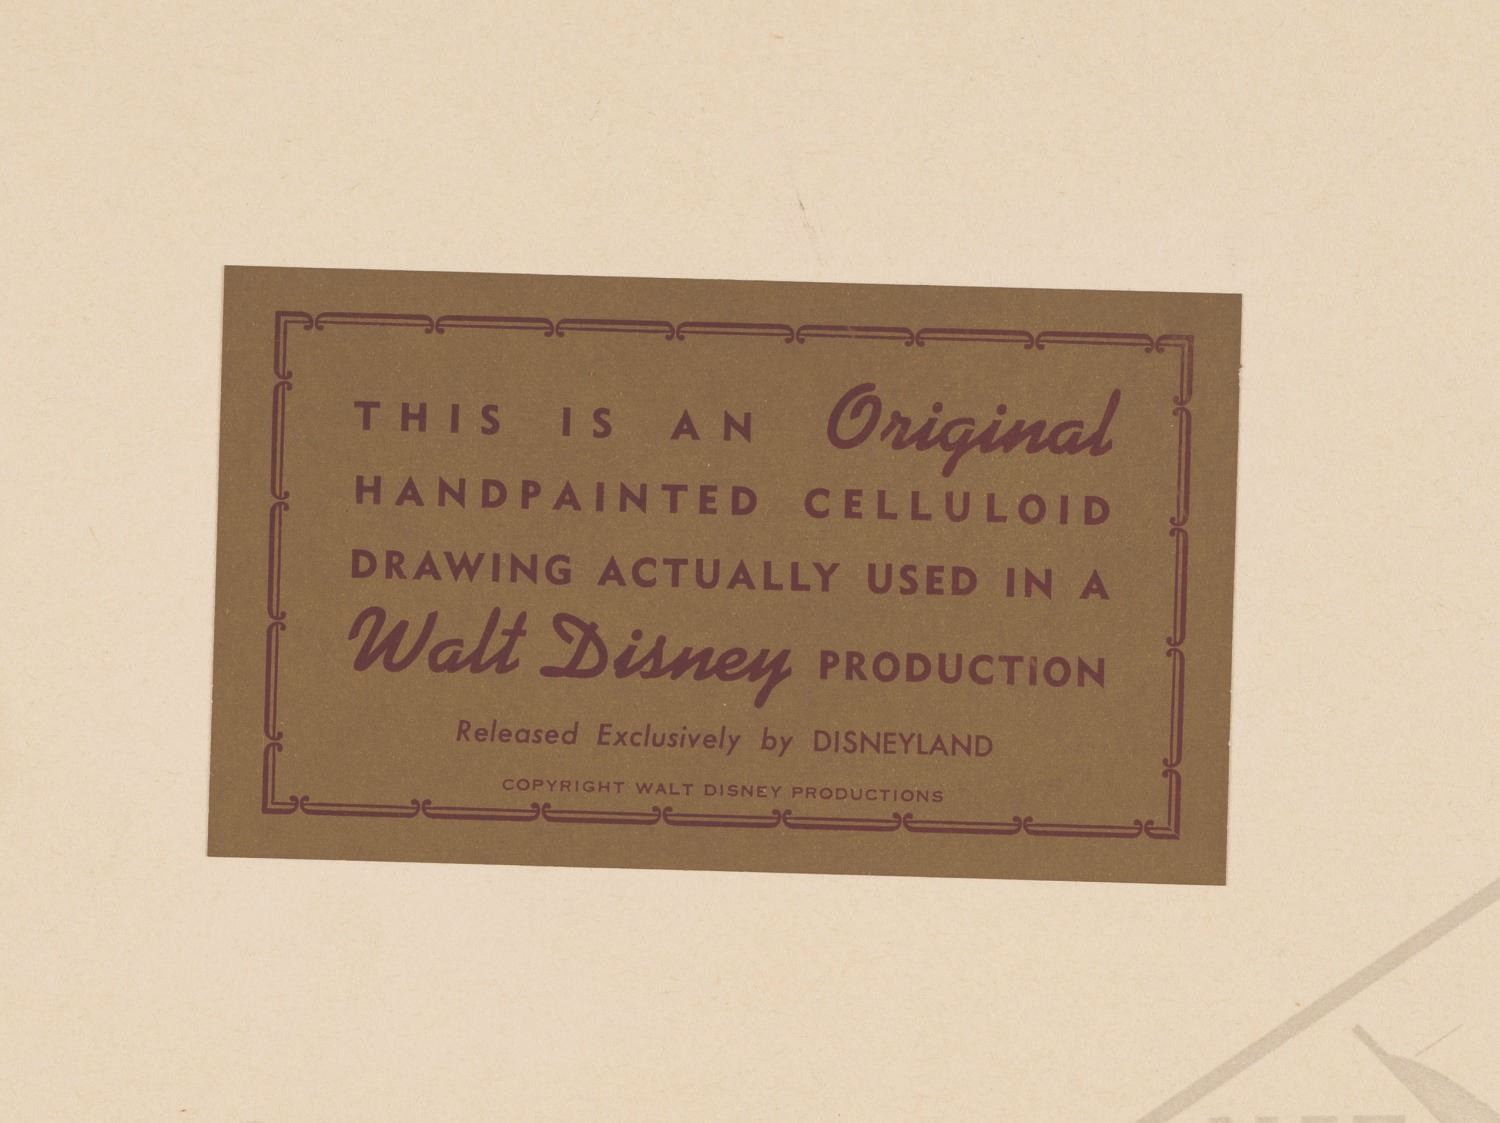 THIS IS AN Original
HANDPAINTED CELLULOID
DRAWING ACTUALLY USED IN A
Walt Disney PRODUCTION
Released Exclusively by DISNEYLAND
COPYRIGHT WALT DISNEY PRODUCTIONS